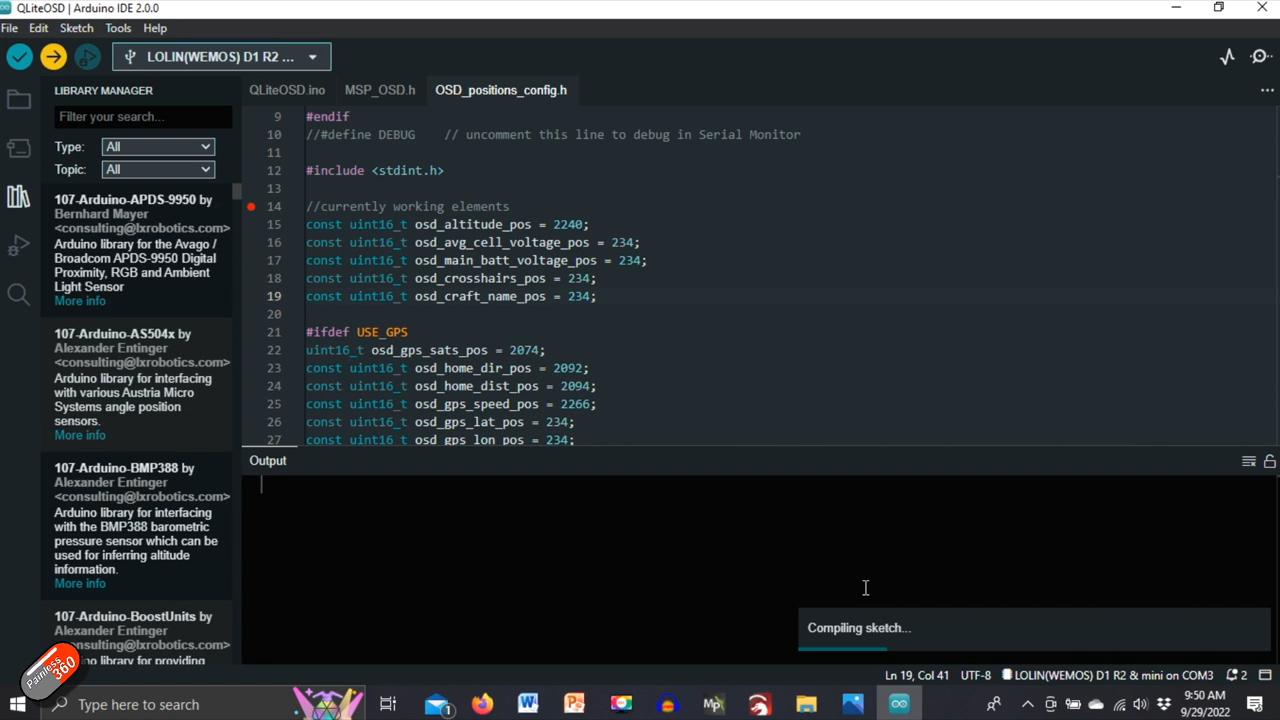 QLiteOSD | Arduino IDE 2.0.0
File Edit Sketch Tools Help
LOLIN(WEMOS) D1 R2 ...
LIBRARY MANAGER
Filter your search...
Type: All
Topic: All
107-Arduino-APDS-9950 by
Bernhard Mayer
<consulting@lxrobotics.com>
Arduino library for the Avago /
Broadcom APDS-9950 Digital
Proximity, RGB and Ambient
Light Sensor
More info
107-Arduino-AS504x by
Alexander Entinger
<consulting@lxrobotics.com>
Arduino library for interfacing
with various Austria Micro
Systems angle position
sensors.
More info
107-Arduino-BMP388 by
Alexander Entinger
<consulting@lxrobotics.com>
Arduino library for interfacing
with the BMP388 barometric
pressure sensor which can be
used for inferring altitude
information.
More info
107-Arduino-BoostUnits by
Alexander Entinger
<consulting@lxrobotics.com>
library for providing
QLiteOSD.ino MSP_OSD.h OSD_positions_config.h ...
9 #endif
10 //#define DEBUG // uncomment this line to debug in Serial Monitor
11
12 #include <stdint.h>
13
14 //currently working elements
15 const uint16_t osd_altitude_pos = 2240;
16 const uint16_t osd_avg_cell_voltage_pos = 234;
17 const uint16_t osd_main_batt_voltage_pos = 234;
18 const uint16_t osd_crosshairs_pos = 234;
19 const uint16_t osd_craft_name_pos = 234;
20
21 #ifdef USE_GPS
22 uint16_t osd_gps_sats_pos = 2074;
23 const uint16_t osd_home_dir_pos = 2092;
24 const uint16_t osd_home_dist_pos = 2094;
25 const uint16_t osd_gps_speed_pos = 2266;
26 const uint16_t osd_gps_lat_pos = 234;
27 const uint16_t osd_gps_lon_pos = 234;
Output
Compiling sketch...
Ln 19, Col 41 UTF-8 LOLIN(WEMOS) D1 R2 & mini on COM3 2
Painless
360
Type here to search
1
W
P
Mp
9:50 AM
9/29/2022